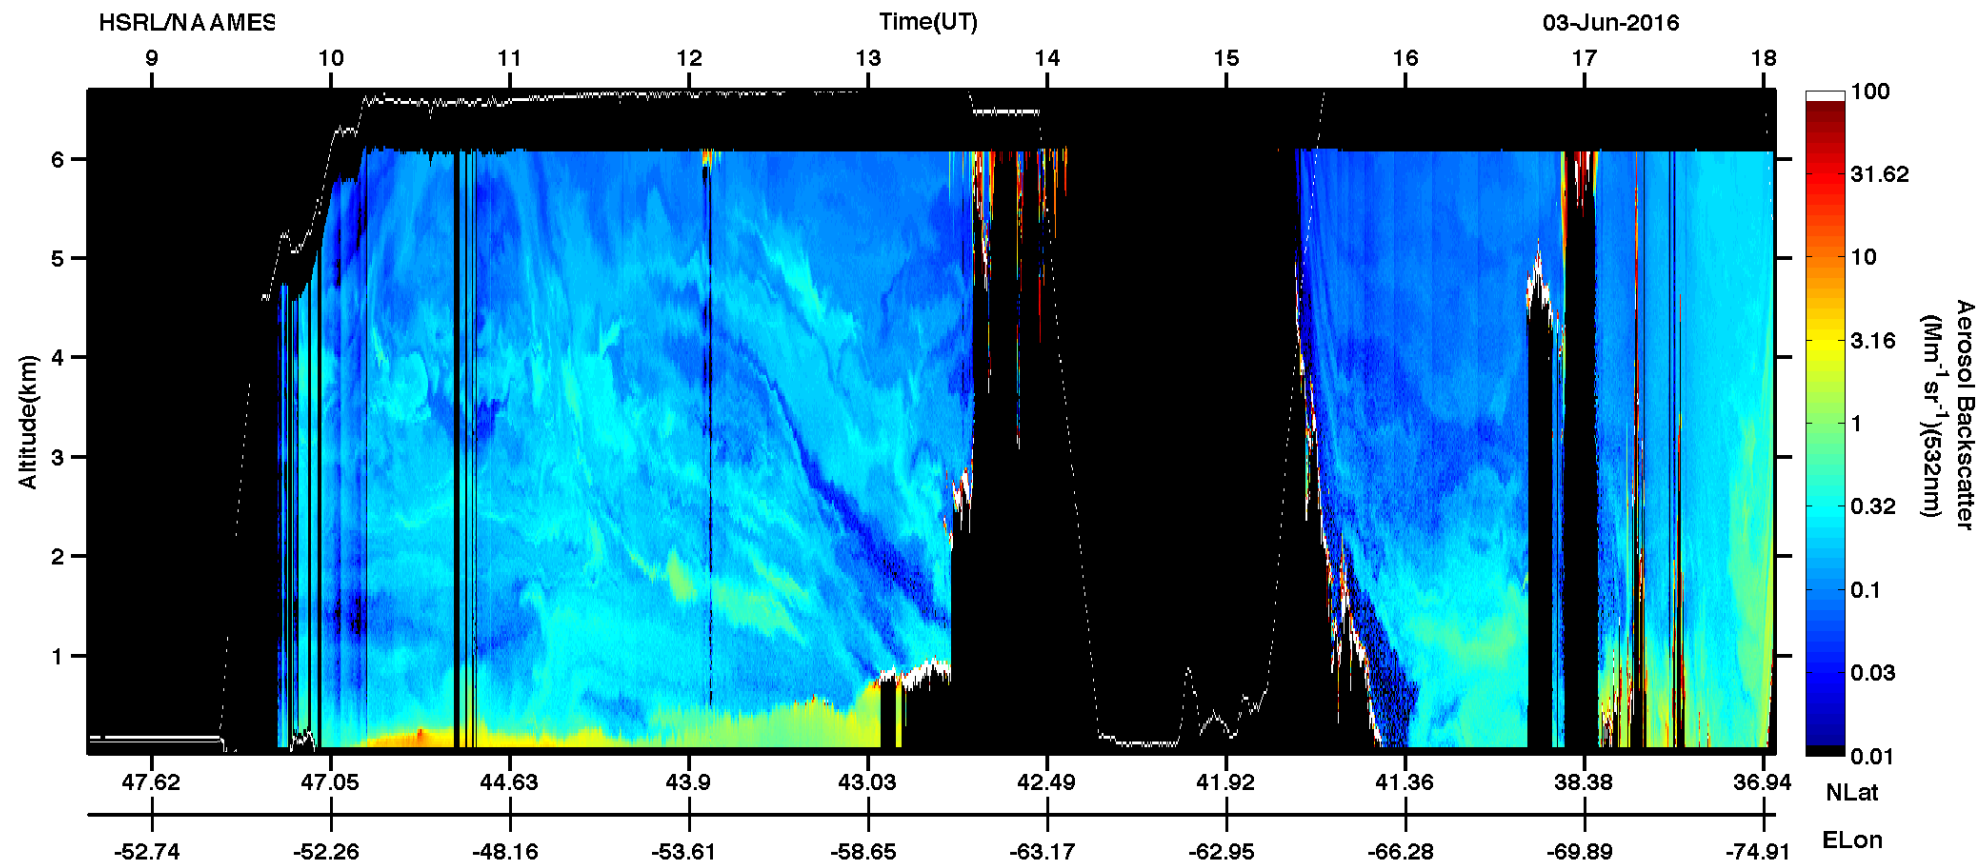 HSRL/NAAMES Time(UT) 03-Jun-2016
9 10 11 12 13 14 15 16 17 18
Altitude(km)
6
5
4
3
2
1
100
31.62
10
3.16
1
0.32
0.1
0.03
0.01
Aerosol Backscatter
(Mm⁻¹ sr⁻¹)(532nm)
47.62 47.05 44.63 43.9 43.03 42.49 41.92 41.36 38.38 36.94
NLat
-52.74 -52.26 -48.16 -53.61 -58.65 -63.17 -62.95 -66.28 -69.89 -74.91
ELon